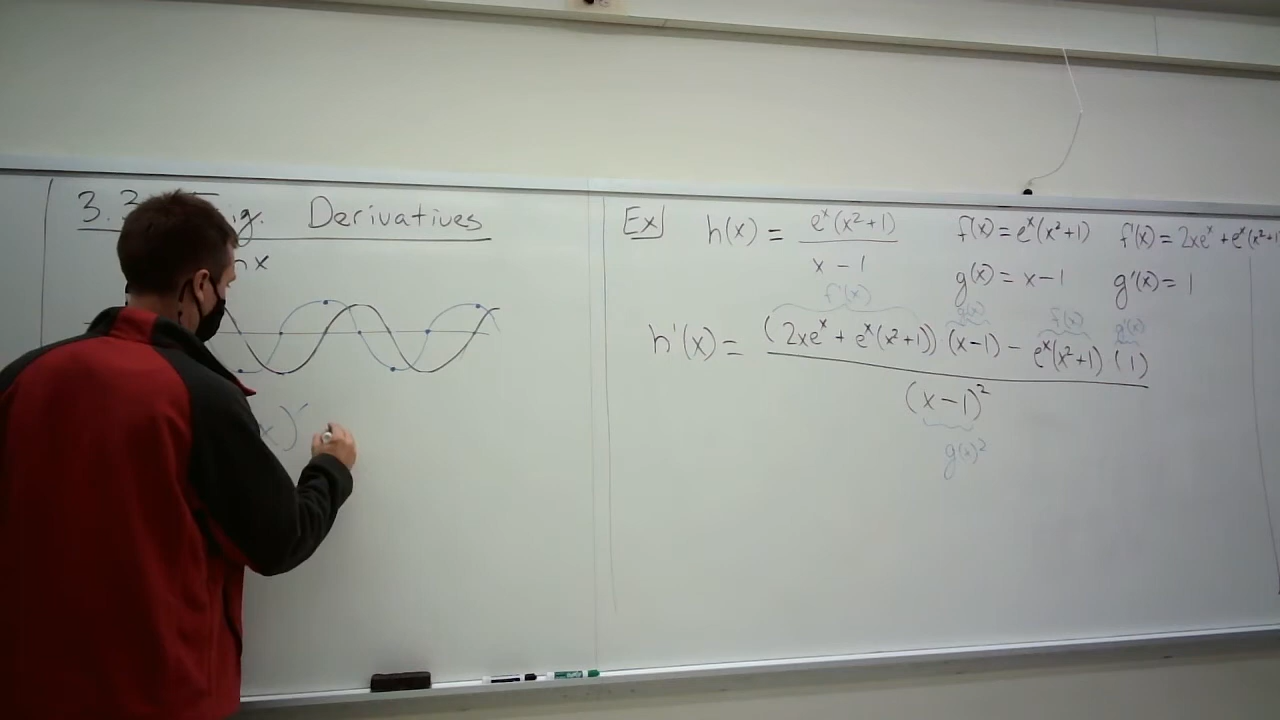 3.3 Trig. Derivatives
nx
x)'
Ex h(x) = e^x(x²+1) / x − 1
f(x) = e^x(x²+1) f'(x) = 2xe^x + e^x(x²+1
g(x) = x − 1 g'(x) = 1
f'(x) g(x) f(x) g'(x)
h'(x) = (2xe^x + e^x(x²+1))(x−1) − e^x(x²+1)(1) / (x−1)²
g(x)²